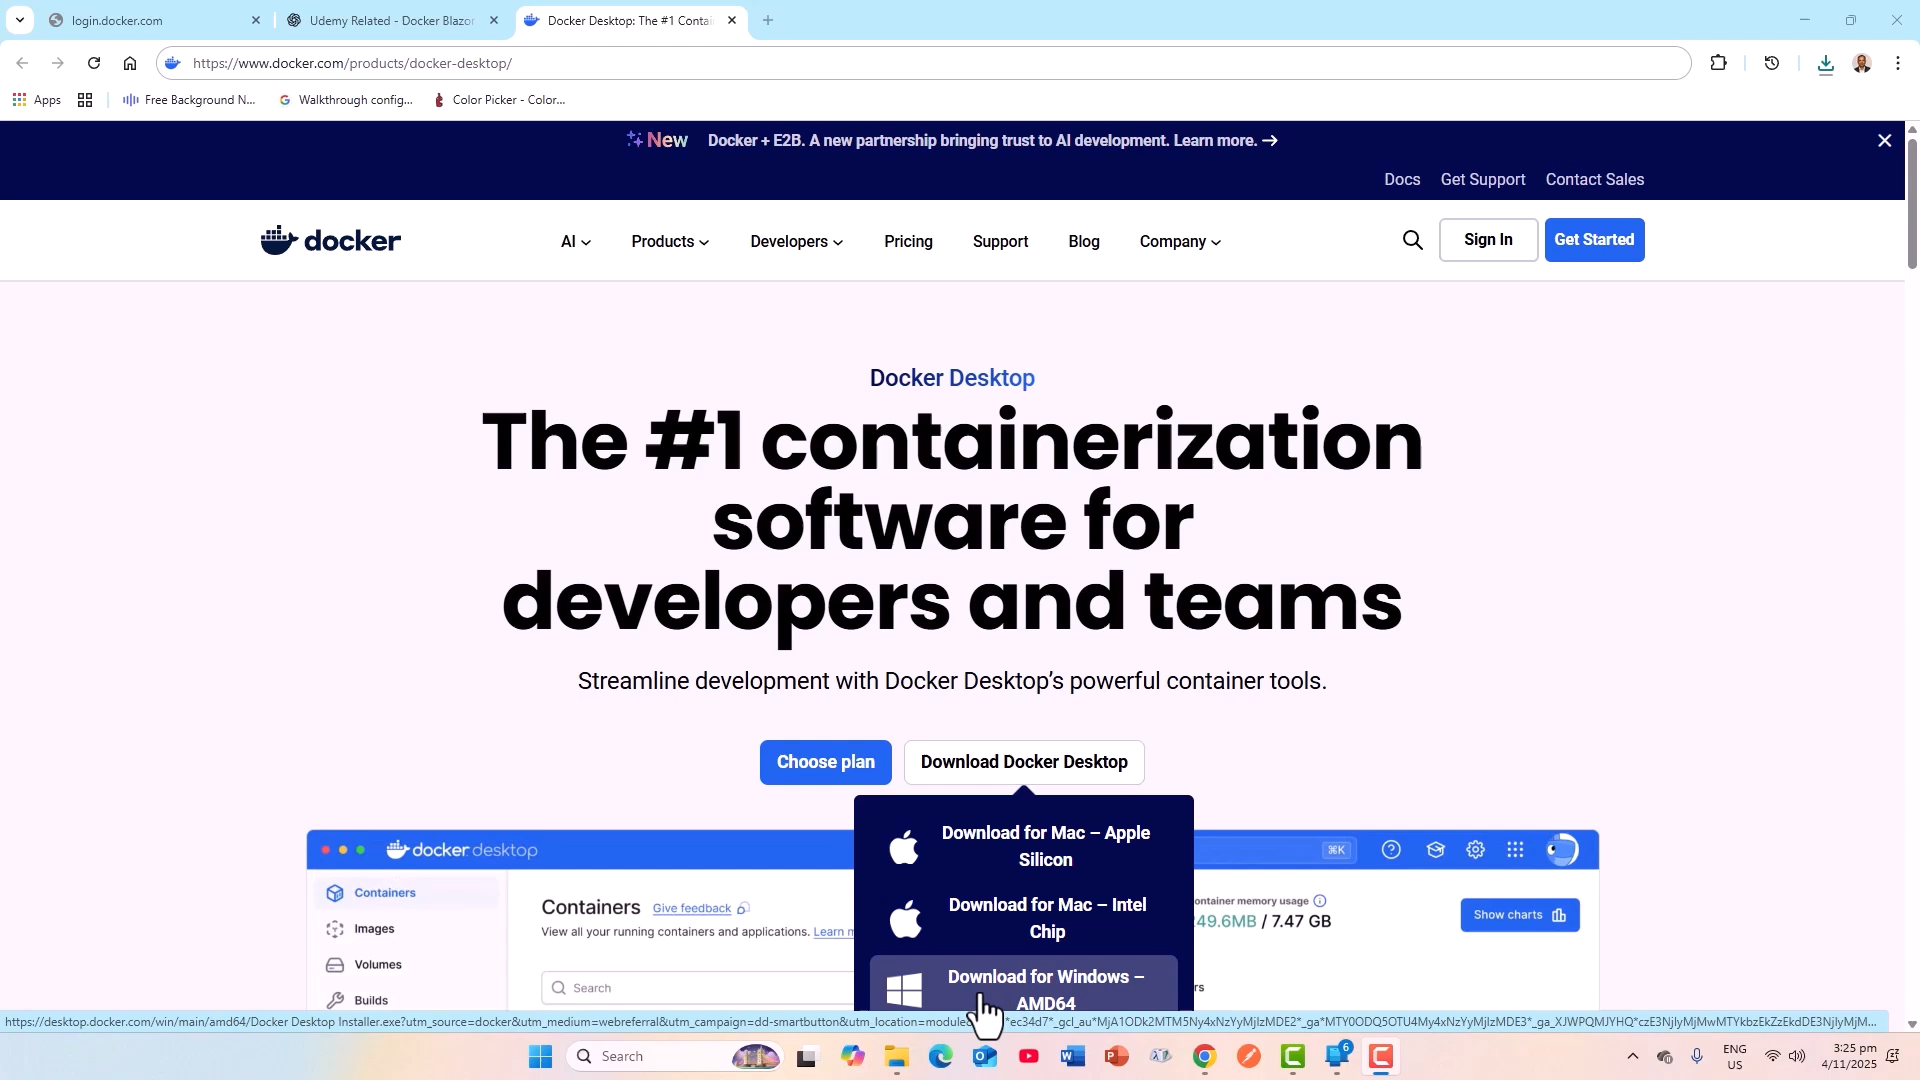 login.docker.com
Udemy Related - Docker Blazor
Docker Desktop: The #1 Contai
https://www.docker.com/products/docker-desktop/
Apps
Free Background N...
Walkthrough config...
Color Picker - Color...
New
Docker + E2B. A new partnership bringing trust to AI development. Learn more. →
Docs
Get Support
Contact Sales
docker
AI
Products
Developers
Pricing
Support
Blog
Company
Sign In
Get Started
Docker Desktop
The #1 containerization
software for
developers and teams
Streamline development with Docker Desktop’s powerful container tools.
Choose plan
Download Docker Desktop
Download for Mac – Apple
Silicon
Download for Mac – Intel
Chip
Download for Windows –
AMD64
docker desktop
⌘K
Containers
Images
Volumes
Builds
Containers
Give feedback
View all your running containers and applications. Learn m
Search
ontainer memory usage
49.6MB / 7.47 GB
Show charts
rs
https://desktop.docker.com/win/main/amd64/Docker Desktop Installer.exe?utm_source=docker&utm_medium=webreferral&utm_campaign=dd-smartbutton&utm_location=module
Search
6
ENG
US
3:25 pm
4/11/2025